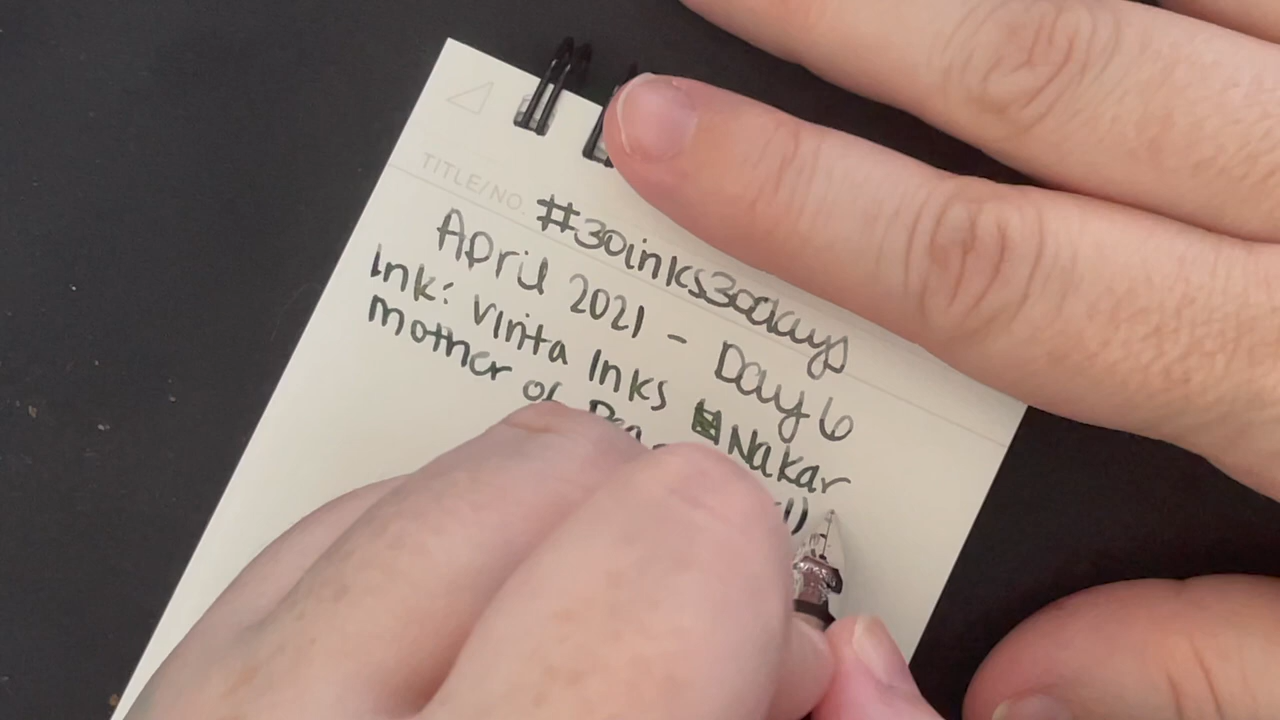 TITLE/NO.
#30inks30days
April 2021 - Day 6
Ink: Vinta Inks Nakar
Mother of